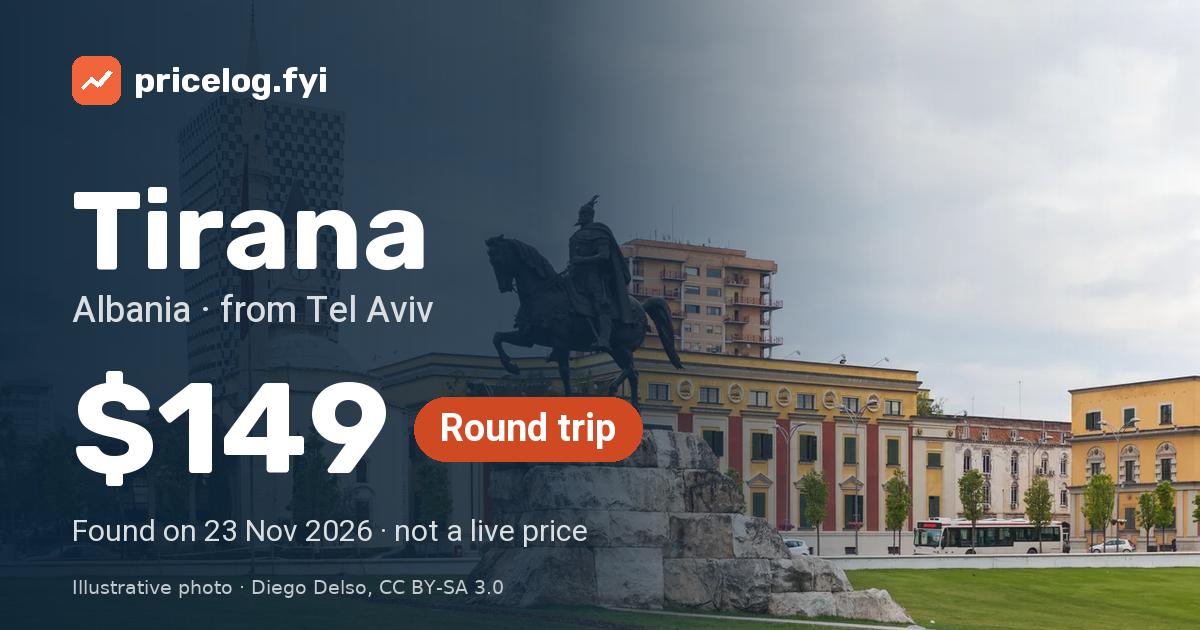 pricelog.fyi
Tirana
Albania · from Tel Aviv
$149
Round trip
Found on 23 Nov 2026 · not a live price
Illustrative photo · Diego Delso, CC BY-SA 3.0